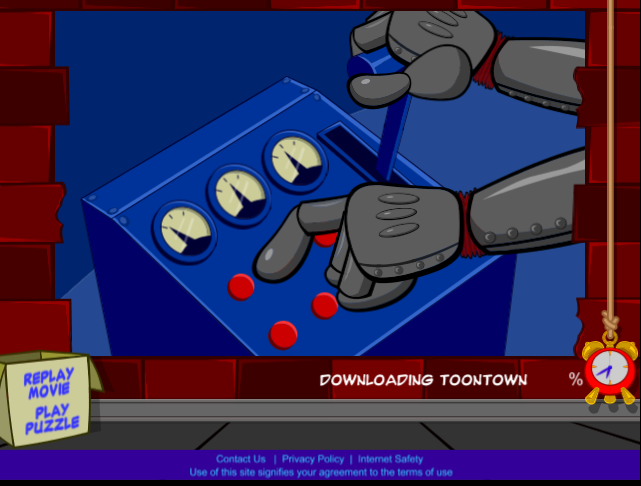 DOWNLOADING TOONTOWN %
REPLAY
MOVIE
PLAY
PUZZLE
Contact Us | Privacy Policy | Internet Safety
Use of this site signifies your agreement to the terms of use